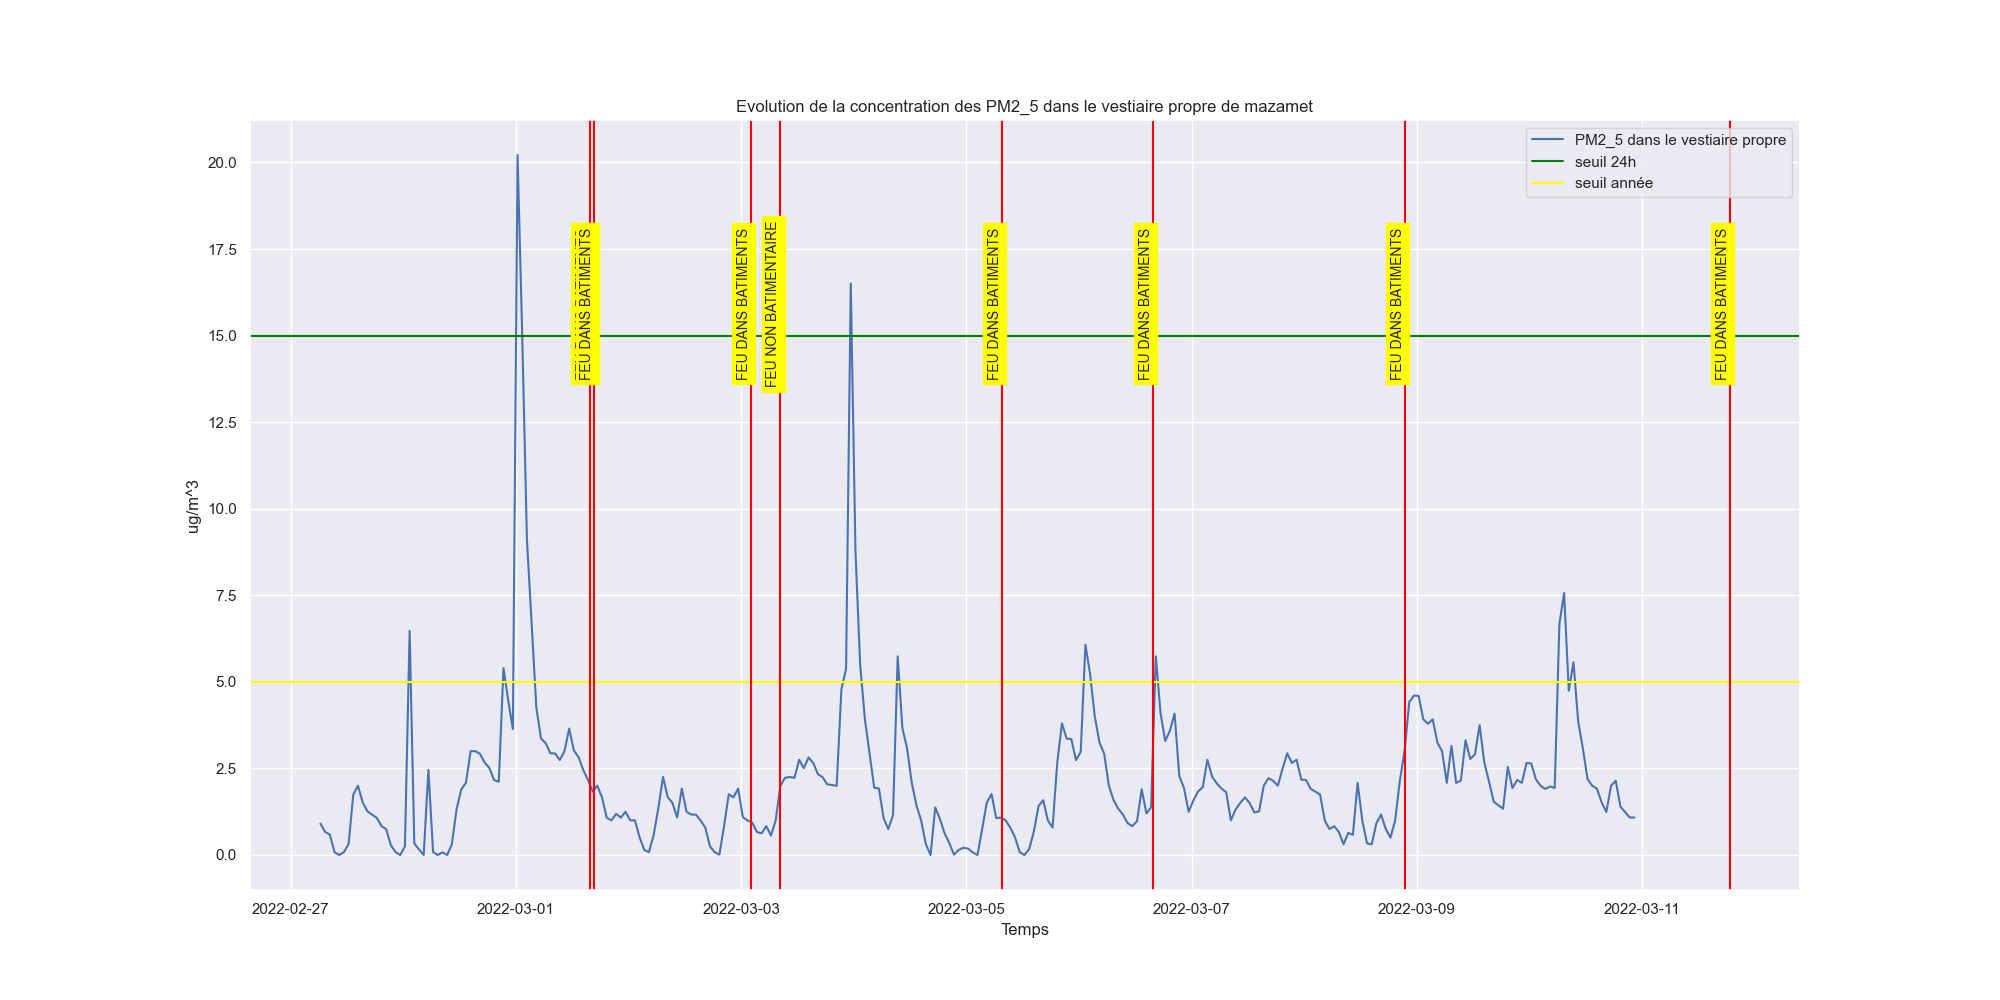 Evolution de la concentration des PM2_5 dans le vestiaire propre de mazamet
PM2_5 dans le vestiaire propre
seuil 24h
seuil année
20.0
17.5
15.0
12.5
10.0
7.5
5.0
2.5
0.0
ug/m^3
FEU DANS BATIMENTS
FEU DANS BATIMENTS
FEU NON BATIMENTAIRE
FEU DANS BATIMENTS
FEU DANS BATIMENTS
FEU DANS BATIMENTS
FEU DANS BATIMENTS
2022-02-27
2022-03-01
2022-03-03
2022-03-05
2022-03-07
2022-03-09
2022-03-11
Temps